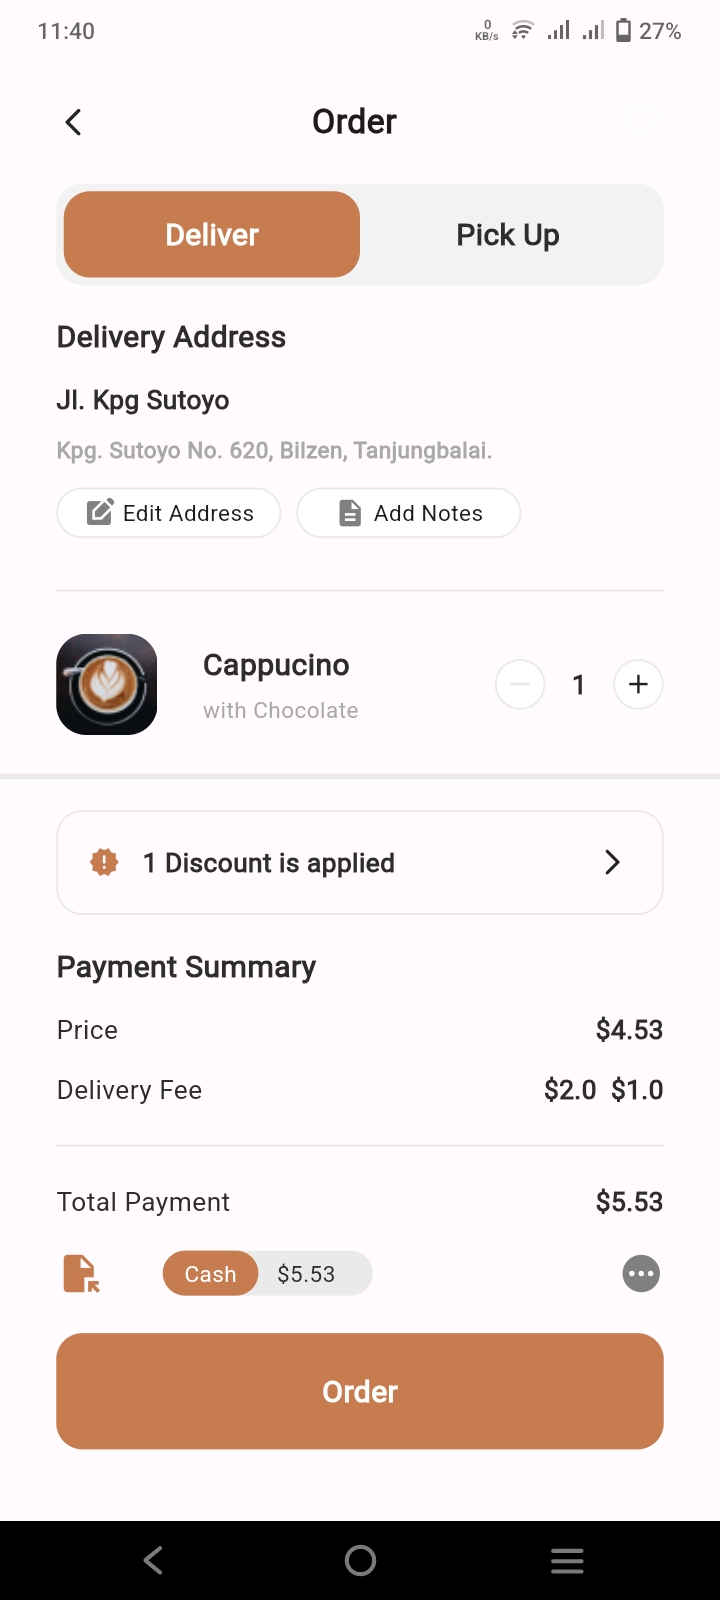 11:40
0
KB/s
27%
Order
Deliver
Pick Up
Delivery Address
Jl. Kpg Sutoyo
Kpg. Sutoyo No. 620, Bilzen, Tanjungbalai.
Edit Address
Add Notes
Cappucino
1
with Chocolate
1 Discount is applied
Payment Summary
Price $4.53
Delivery Fee $2.0 $1.0
Total Payment $5.53
Cash $5.53
Order